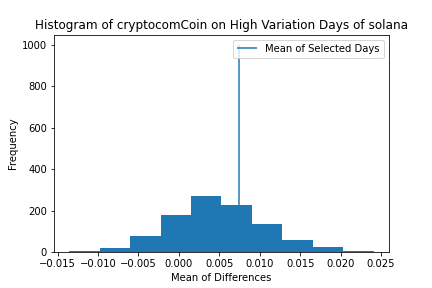 Histogram of cryptocomCoin on High Variation Days of solana
Mean of Selected Days
Frequency
1000
800
600
400
200
0
−0.015 −0.010 −0.005 0.000 0.005 0.010 0.015 0.020 0.025
Mean of Differences